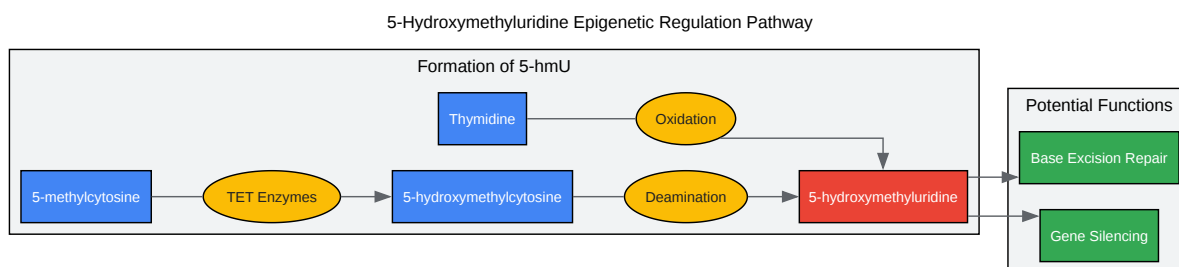 5-Hydroxymethyluridine Epigenetic Regulation Pathway
Formation of 5-hmU
Potential Functions
Thymidine
Oxidation
Base Excision Repair
5-methylcytosine
TET Enzymes
5-hydroxymethylcytosine
Deamination
5-hydroxymethyluridine
Gene Silencing